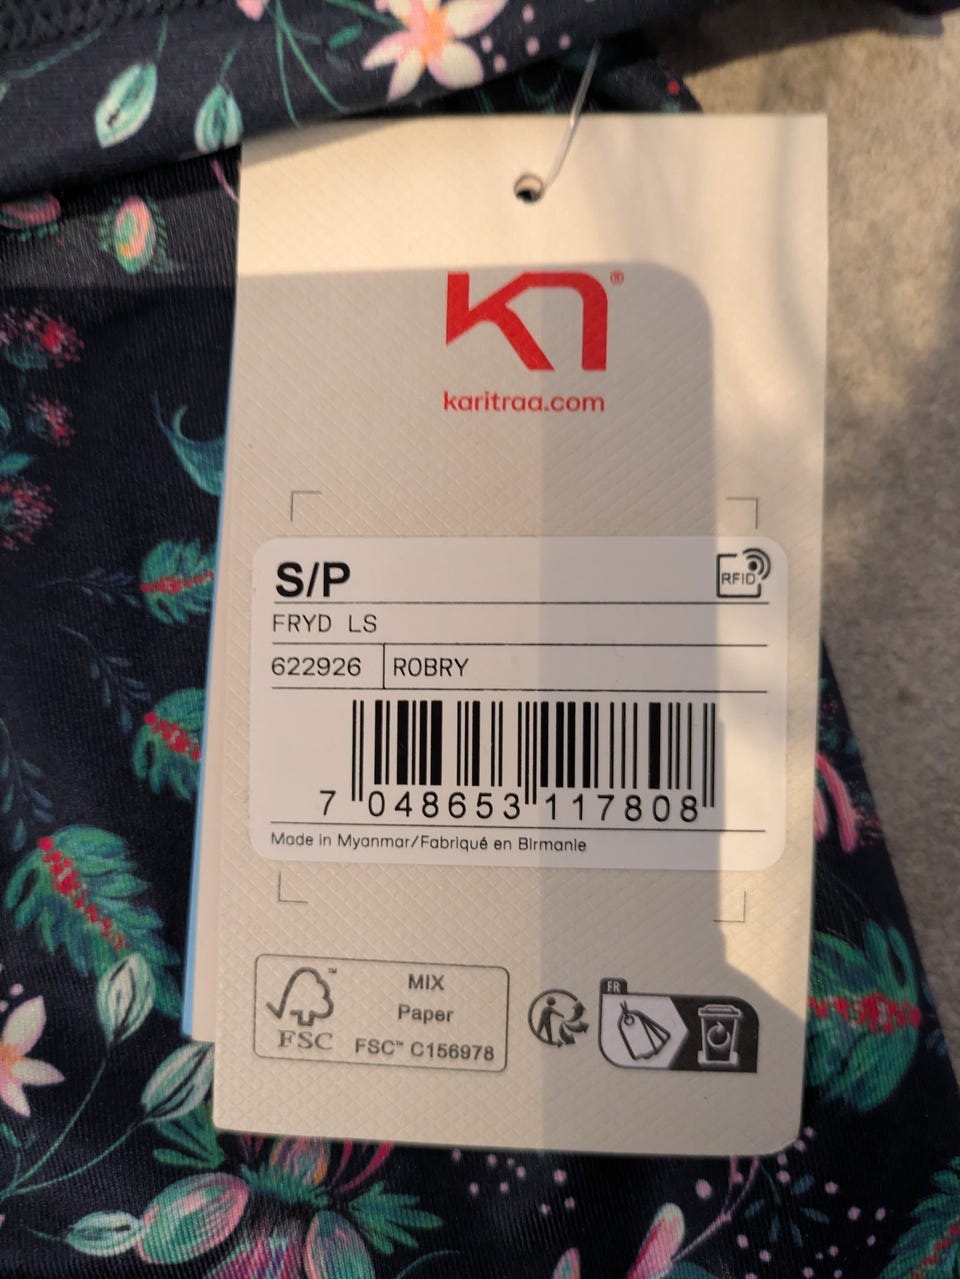 K
®
karitraa.com
S/P
RFID
FRYD LS
622926 ROBRY
7 048653 117808
Made in Myanmar/Fabriqué en Birmanie
MIX
Paper
FSC™ C156978
™
FSC
FR